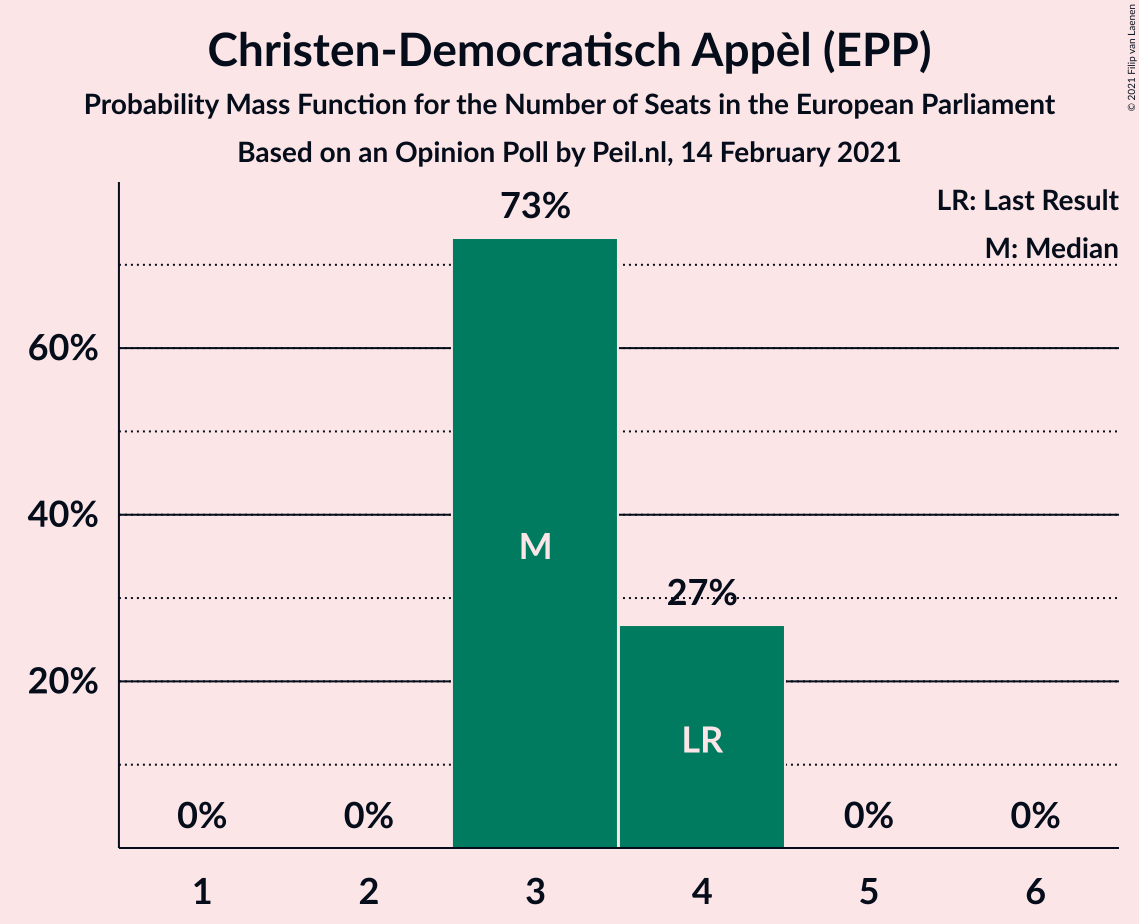 Christen-Democratisch Appèl (EPP)
Probability Mass Function for the Number of Seats in the European Parliament
Based on an Opinion Poll by Peil.nl, 14 February 2021
© 2021 Filip van Laenen
LR: Last Result
M: Median
73%
60%
40%
M
27%
20%
LR
0% 0% 0% 0%
1 2 3 4 5 6